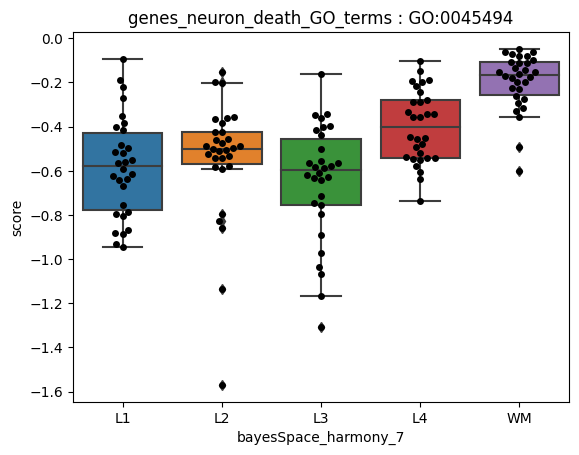 genes_neuron_death_GO_terms : GO:0045494
0.0
−0.2
−0.4
−0.6
−0.8
−1.0
−1.2
−1.4
−1.6
score
L1 L2 L3 L4 WM
bayesSpace_harmony_7